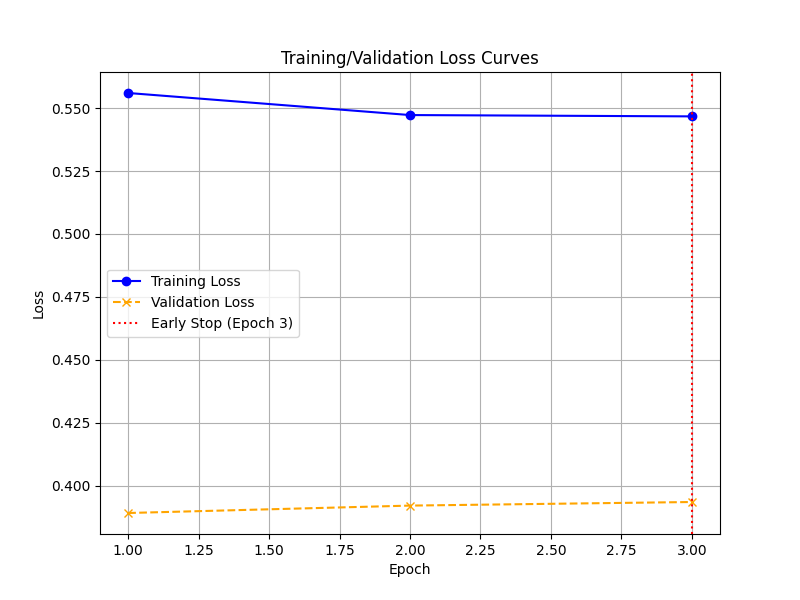 Training/Validation Loss Curves
0.550
0.525
0.500
0.475
0.450
0.425
0.400
Loss
Training Loss
Validation Loss
Early Stop (Epoch 3)
1.00 1.25 1.50 1.75 2.00 2.25 2.50 2.75 3.00
Epoch